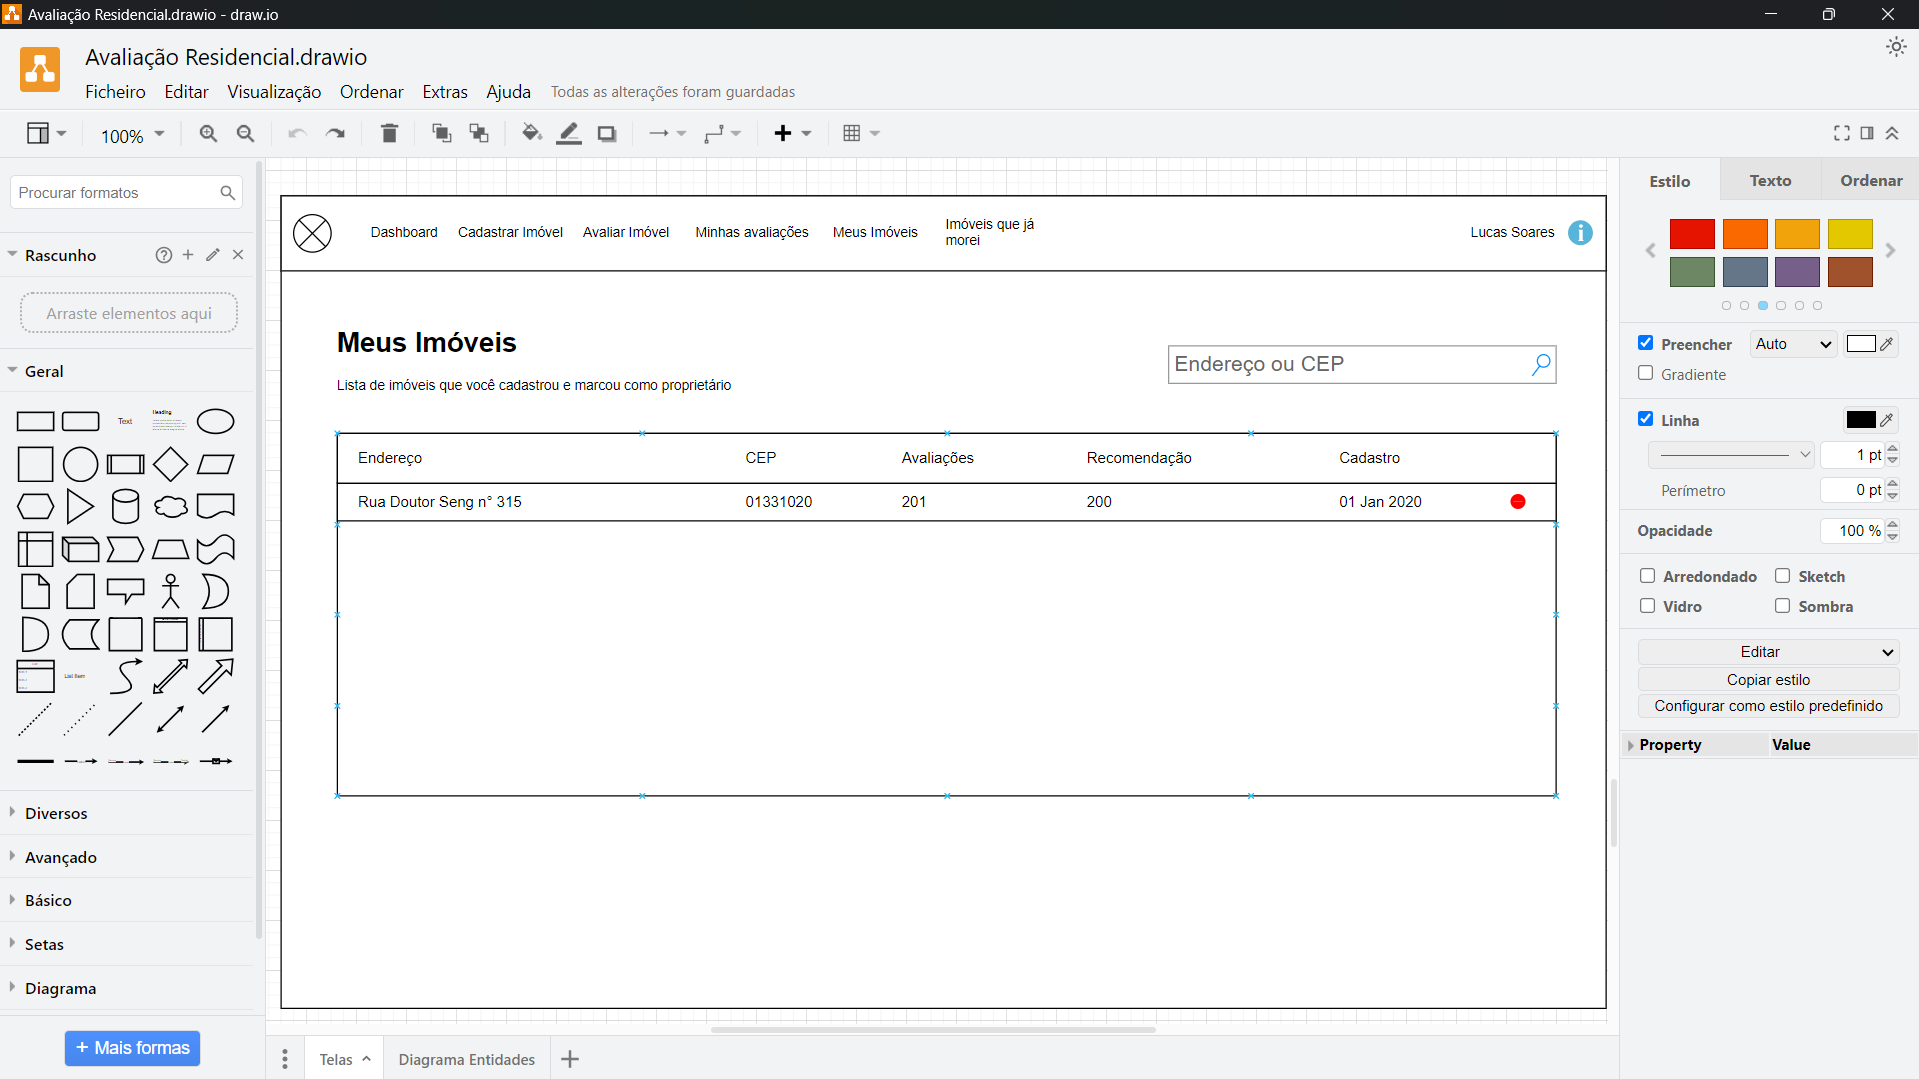 Avaliação Residencial.drawio - draw.io
Avaliação Residencial.drawio
Ficheiro Editar Visualização Ordenar Extras Ajuda Todas as alterações foram guardadas
100%
Procurar formatos
Rascunho
Arraste elementos aqui
Geral
Text
Heading
List Item
Diversos
Avançado
Básico
Setas
Diagrama
+ Mais formas
Dashboard Cadastrar Imóvel Avaliar Imóvel Minhas avaliações Meus Imóveis Imóveis que já
morei
Lucas Soares
Meus Imóveis
Endereço ou CEP
Lista de imóveis que você cadastrou e marcou como proprietário
Endereço CEP Avaliações Recomendação Cadastro
Rua Doutor Seng n° 315 01331020 201 200 01 Jan 2020
Telas Diagrama Entidades
Estilo Texto Ordenar
Preencher Auto
Gradiente
Linha
1 pt
Perímetro 0 pt
Opacidade 100 %
Arredondado Sketch
Vidro Sombra
Editar
Copiar estilo
Configurar como estilo predefinido
Property Value